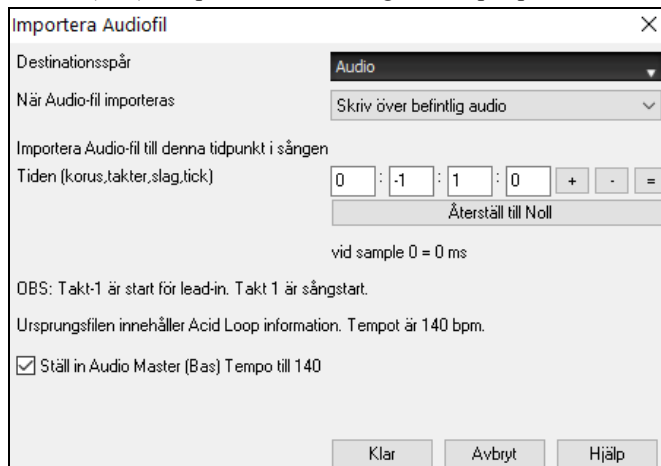 Importera Audiofil
Destinationsspår
Audio
När Audio-fil importeras
Skriv över befintlig audio
Importera Audio-fil till denna tidpunkt i sången
Tiden (korus,takter,slag,tick)
0 : -1 : 1 : 0 + - =
Återställ till Noll
vid sample 0 = 0 ms
OBS: Takt-1 är start för lead-in. Takt 1 är sångstart.
Ursprungsfilen innehåller Acid Loop information. Tempot är 140 bpm.
Ställ in Audio Master (Bas) Tempo till 140
Klar Avbryt Hjälp